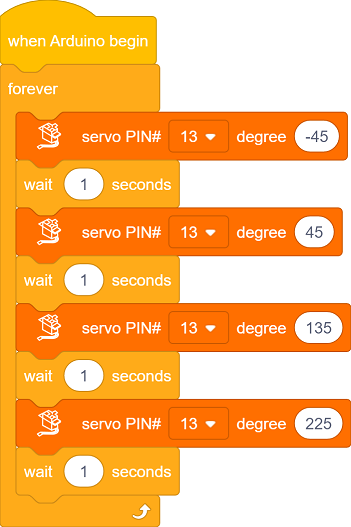 when Arduino begin
forever
servo PIN# 13 degree -45
wait 1 seconds
servo PIN# 13 degree 45
wait 1 seconds
servo PIN# 13 degree 135
wait 1 seconds
servo PIN# 13 degree 225
wait 1 seconds